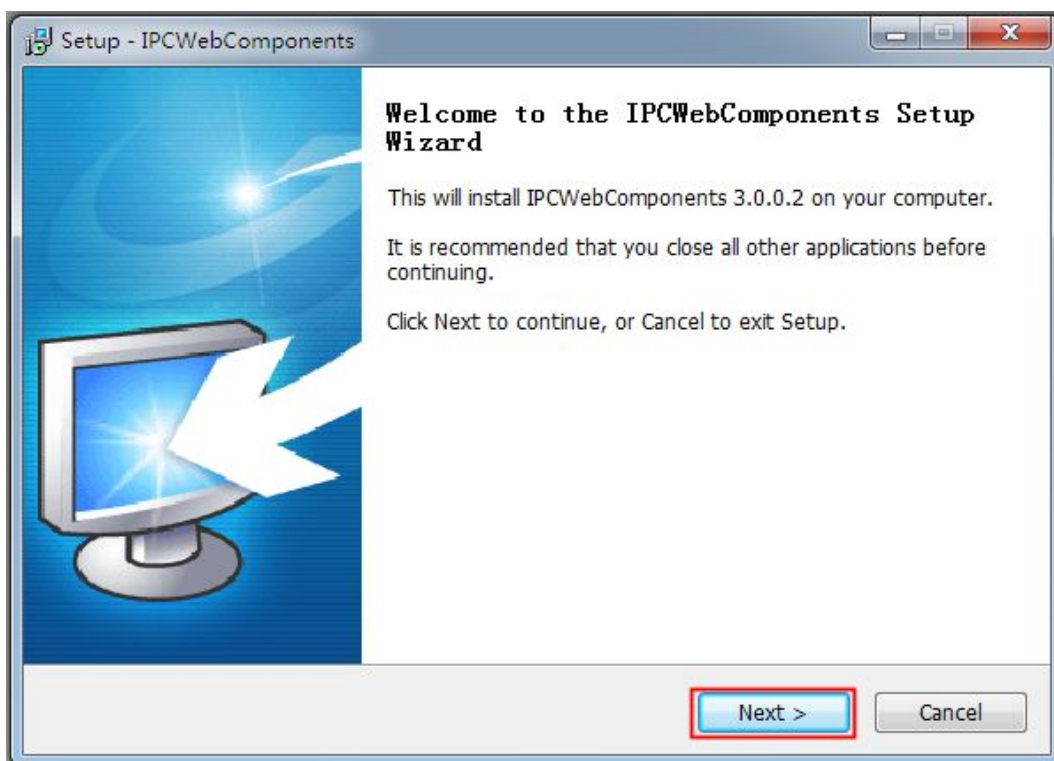 Setup - IPCWebComponents
Welcome to the IPCWebComponents Setup
Wizard
This will install IPCWebComponents 3.0.0.2 on your computer.
It is recommended that you close all other applications before
continuing.
Click Next to continue, or Cancel to exit Setup.
Next >
Cancel